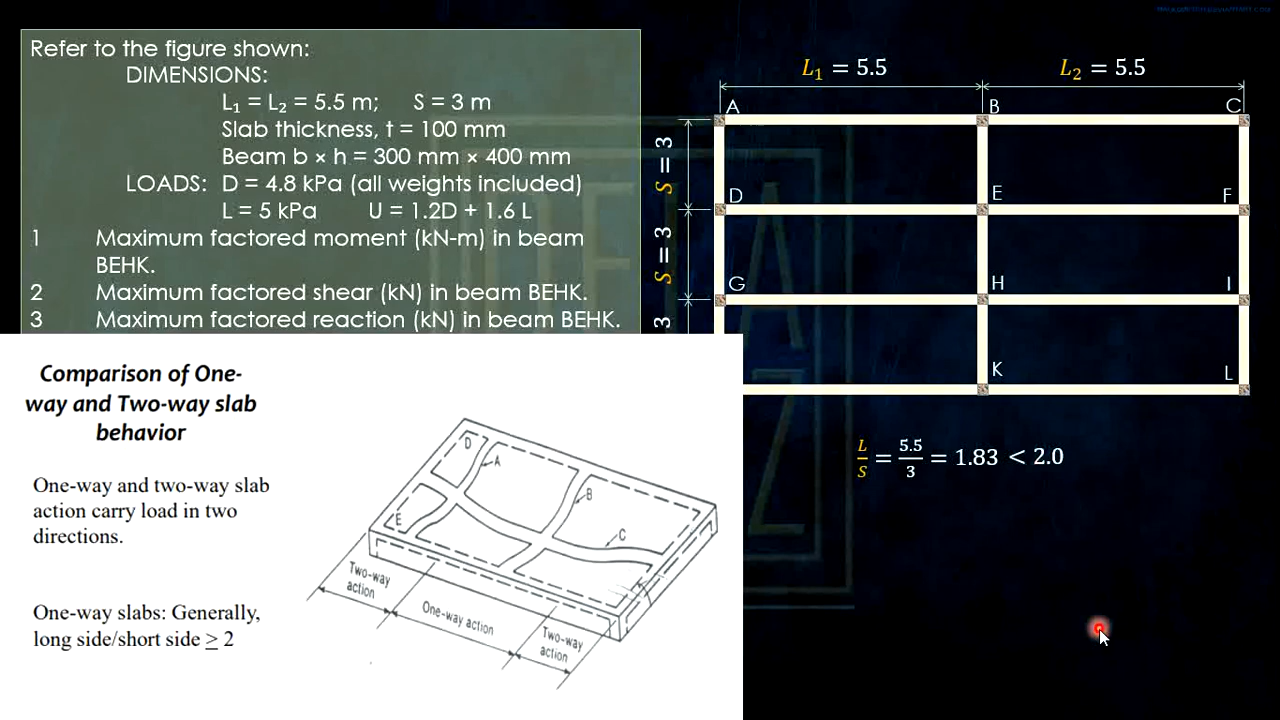 Refer to the figure shown:
DIMENSIONS:
L₁ = L₂ = 5.5 m; S = 3 m
Slab thickness, t = 100 mm
Beam b × h = 300 mm × 400 mm
LOADS: D = 4.8 kPa (all weights included)
L = 5 kPa U = 1.2D + 1.6 L
1 Maximum factored moment (kN-m) in beam
BEHK.
2 Maximum factored shear (kN) in beam BEHK.
3 Maximum factored reaction (kN) in beam BEHK.
L₁ = 5.5 L₂ = 5.5
A B C
S = 3
D E F
S = 3
G H I
3
K L
L/S = 5.5/3 = 1.83 < 2.0
Comparison of One-
way and Two-way slab
behavior
One-way and two-way slab
action carry load in two
directions.
One-way slabs: Generally,
long side/short side ≥ 2
D
A
B
E
C
Two-way
action
One-way action
Two-way
action